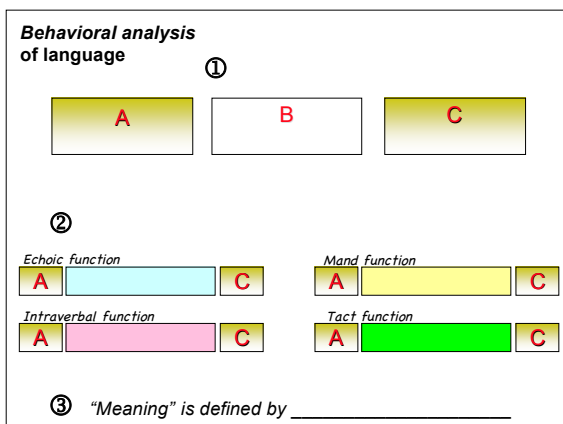 Behavioral analysis
of language
①
A B C
②
Echoic function Mand function
A C A C
Intraverbal function Tact function
A C A C
③ "Meaning" is defined by ______________________